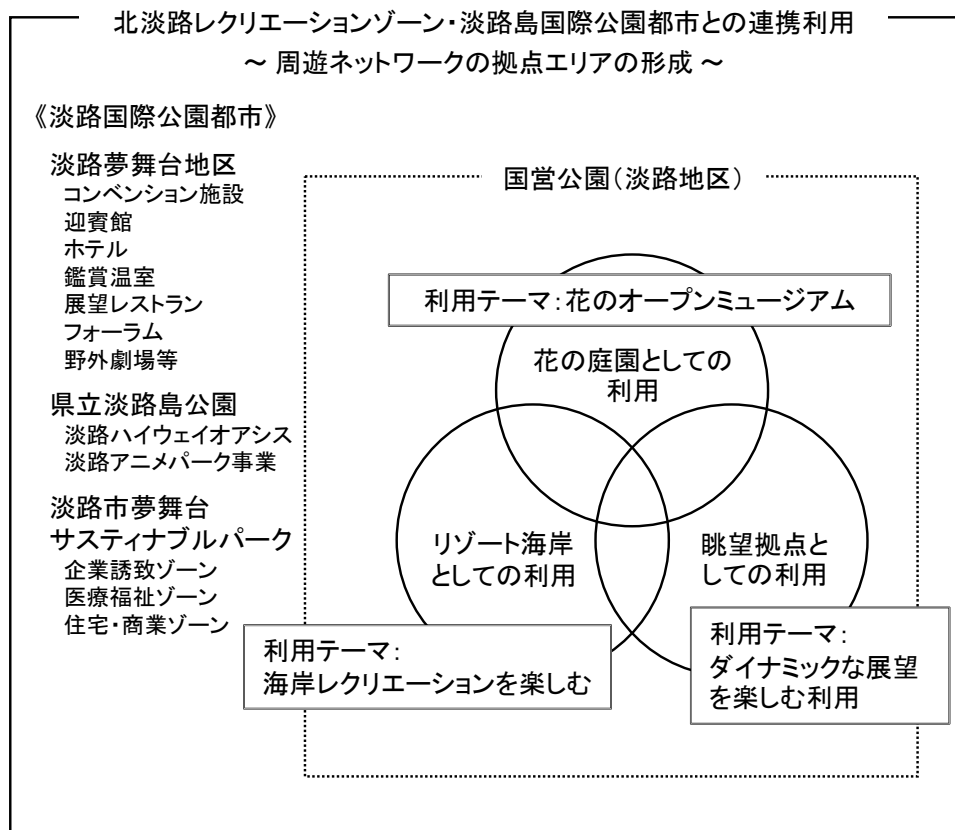 北淡路レクリエーションゾーン・淡路島国際公園都市との連携利用
～ 周遊ネットワークの拠点エリアの形成 ～
《淡路国際公園都市》
淡路夢舞台地区
コンベンション施設
迎賓館
ホテル
鑑賞温室
展望レストラン
フォーラム
野外劇場等
県立淡路島公園
淡路ハイウェイオアシス
淡路アニメパーク事業
淡路市夢舞台
サスティナブルパーク
企業誘致ゾーン
医療福祉ゾーン
住宅・商業ゾーン
国営公園(淡路地区)
利用テーマ:花のオープンミュージアム
花の庭園としての
利用
リゾート海岸
としての利用
眺望拠点と
しての利用
利用テーマ:
海岸レクリエーションを楽しむ
利用テーマ:
ダイナミックな展望
を楽しむ利用